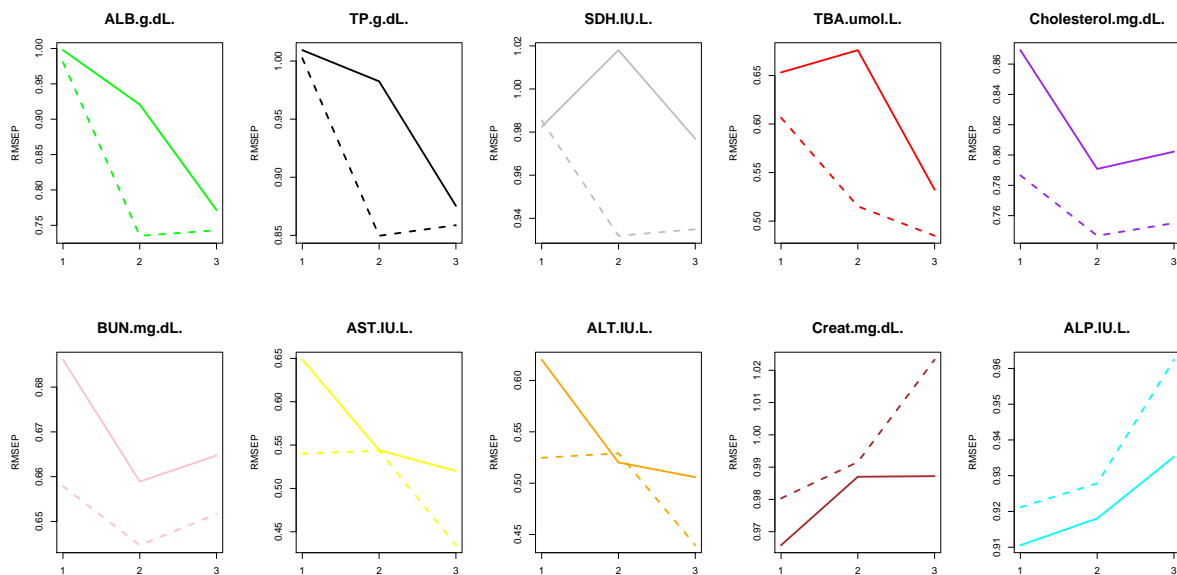 ALB.g.dL.
RMSEP
0.75 0.80 0.85 0.90 0.95 1.00
1 2 3
TP.g.dL.
RMSEP
0.85 0.90 0.95 1.00
1 2 3
SDH.IU.L.
RMSEP
0.94 0.96 0.98 1.00 1.02
1 2 3
TBA.umol.L.
RMSEP
0.50 0.55 0.60 0.65
1 2 3
Cholesterol.mg.dL.
RMSEP
0.76 0.78 0.80 0.82 0.84 0.86
1 2 3
BUN.mg.dL.
RMSEP
0.65 0.66 0.67 0.68
1 2 3
AST.IU.L.
RMSEP
0.45 0.50 0.55 0.60 0.65
1 2 3
ALT.IU.L.
RMSEP
0.45 0.50 0.55 0.60
1 2 3
Creat.mg.dL.
RMSEP
0.97 0.98 0.99 1.00 1.01 1.02
1 2 3
ALP.IU.L.
RMSEP
0.91 0.92 0.93 0.94 0.95 0.96
1 2 3